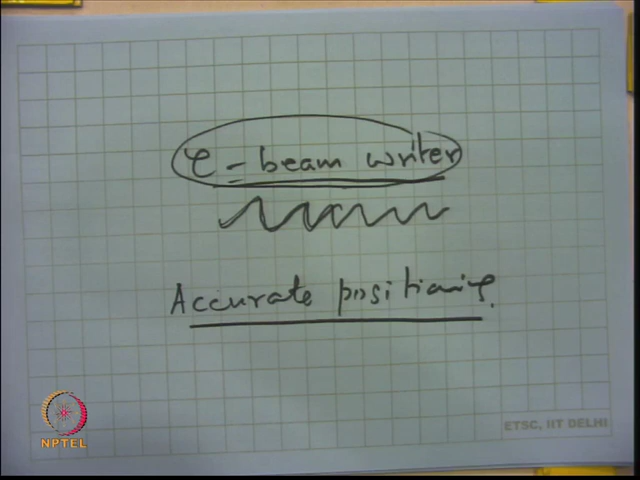 e-beam writer
Accurate positioning.
ETSC, IIT DELHI
NPTEL